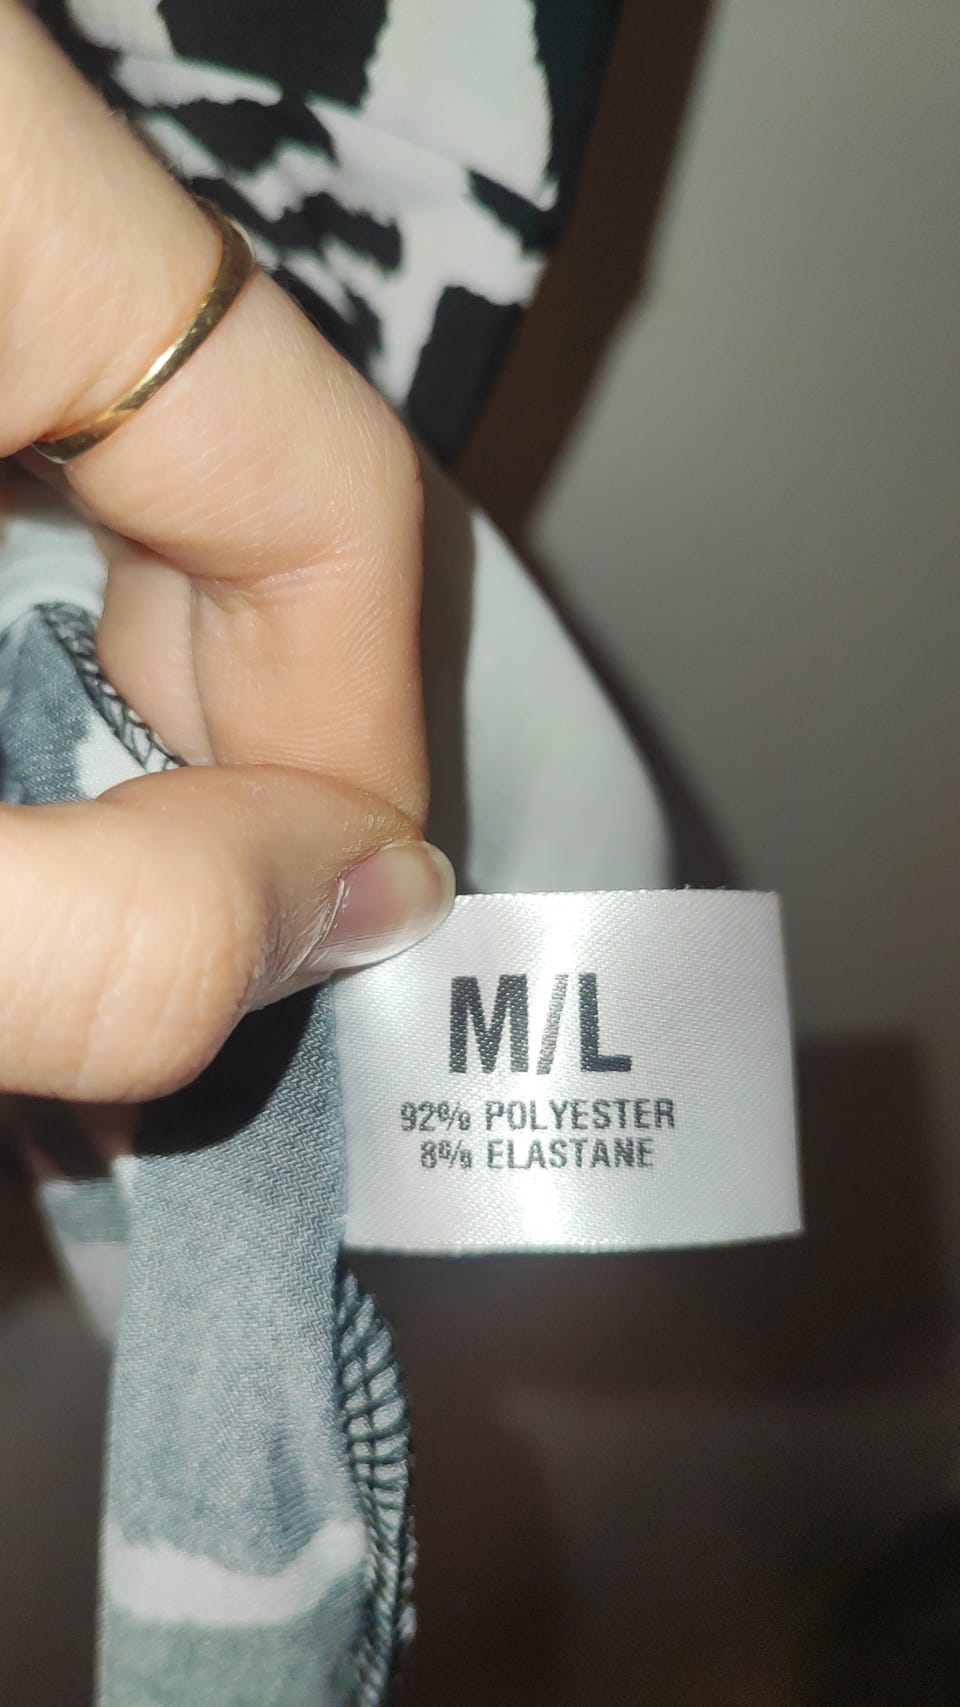 M/L
92% POLYESTER
8% ELASTANE